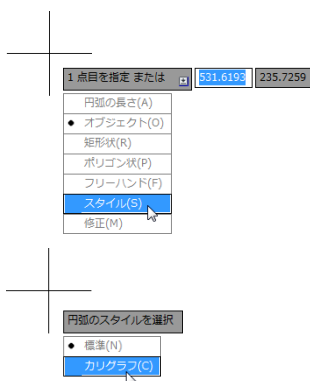 1 点目を指定 または 531.6193 235.7259
円弧の長さ(A)
オブジェクト(O)
矩形状(R)
ポリゴン状(P)
フリーハンド(F)
スタイル(S)
修正(M)
円弧のスタイルを選択
標準(N)
カリグラフ(C)